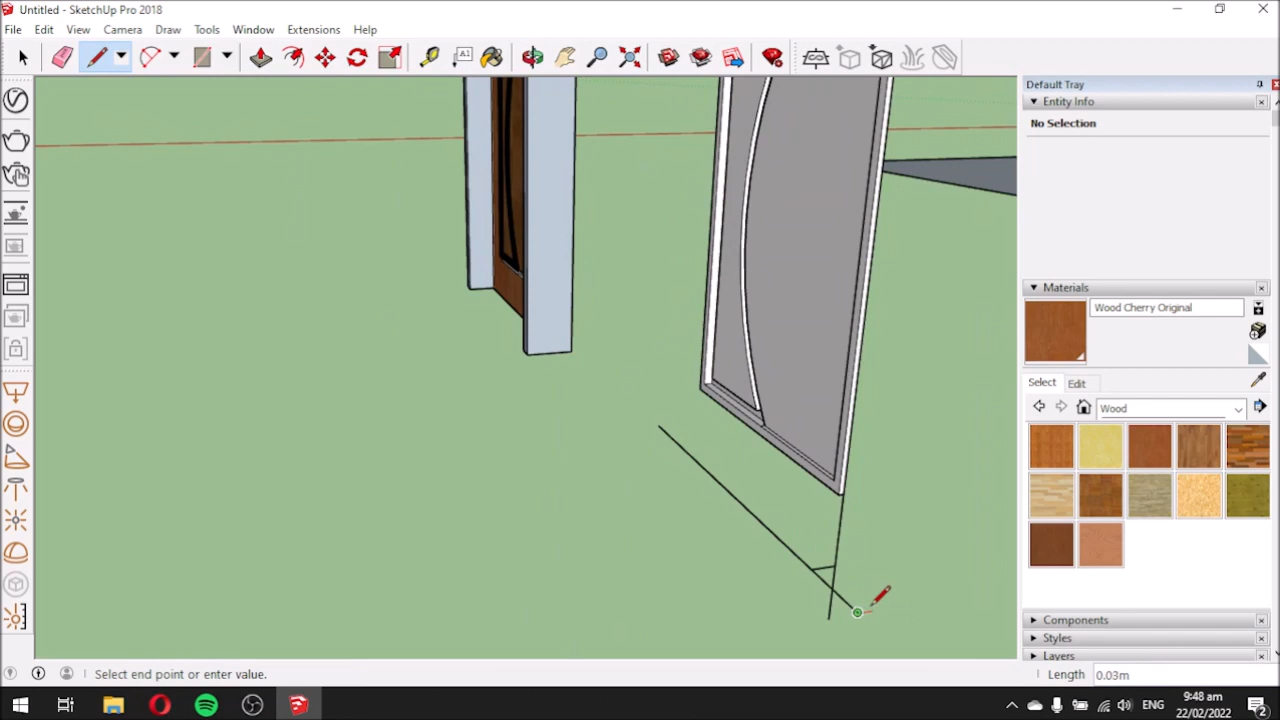 Untitled - SketchUp Pro 2018
File Edit View Camera Draw Tools Window Extensions Help
A1
Default Tray
Entity Info
No Selection
Materials
Wood Cherry Original
Select Edit
Wood
Components
Styles
Layers
Select end point or enter value.
Length 0.03m
ENG
9:48 am
22/02/2022
2